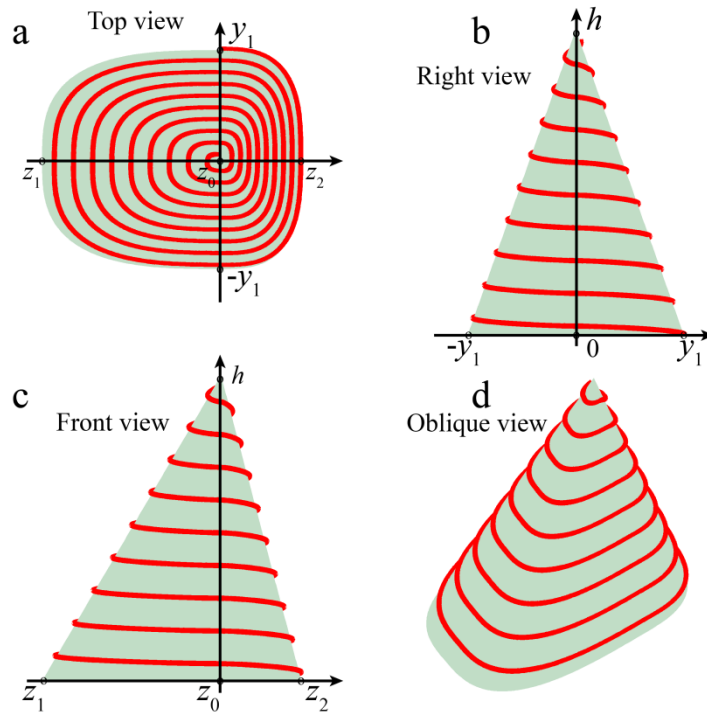 a
Top view
y₁
z₁
z₀
z₂
-y₁
b
h
Right view
-y₁
0
y₁
c
h
Front view
z₁
z₀
z₂
d
Oblique view